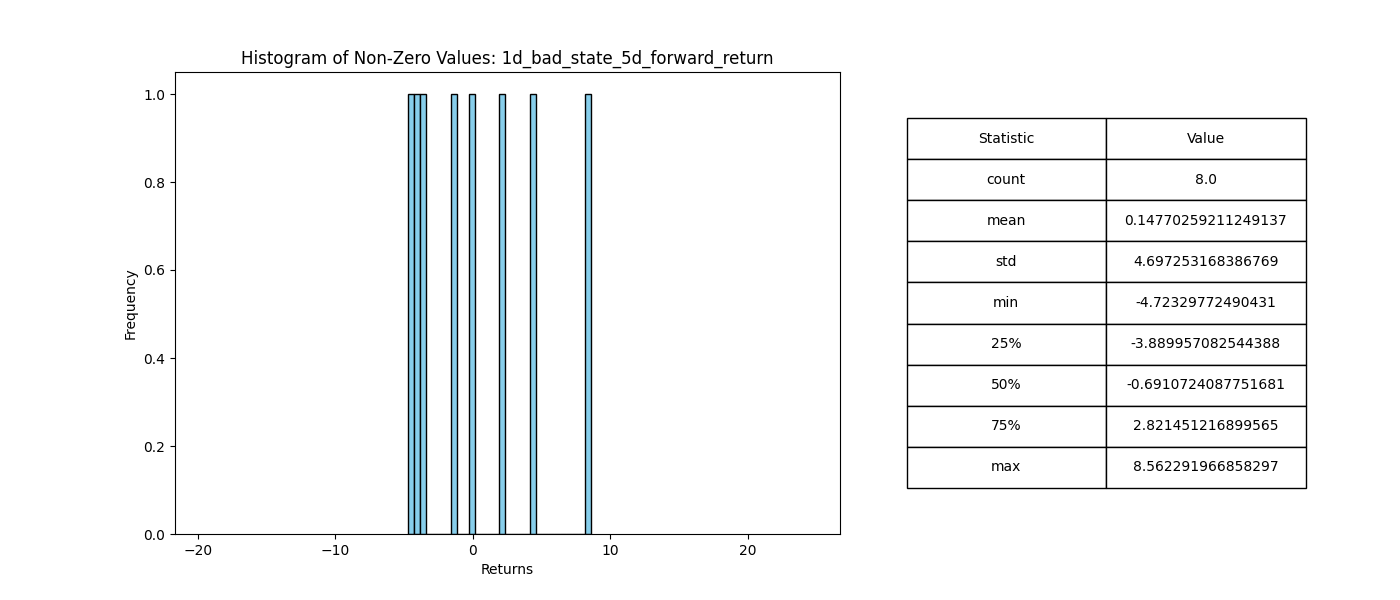 Histogram of Non-Zero Values: 1d_bad_state_5d_forward_return
1.0
0.8
0.6
0.4
0.2
0.0
Frequency
−20
−10
0
10
20
Returns
Statistic Value
count 8.0
mean 0.14770259211249137
std 4.697253168386769
min -4.72329772490431
25% -3.889957082544388
50% -0.6910724087751681
75% 2.821451216899565
max 8.562291966858297